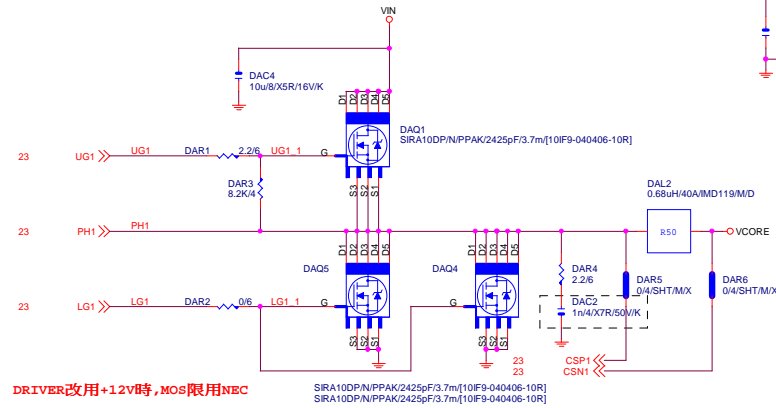 VIN
DAC4
10u/8/X5R/16V/K
D1 D2 D3 D4 D5
DAQ1
SIRA10DP/N/PPAK/2425pF/3.7m/[10IF9-040406-10R]
23 UG1 UG1 DAR1 2.2/6 UG1_1 G
S3 S2 S1
DAR3
8.2K/4
DAL2
0.68uH/40A/IMD119/M/D
23 PH1 PH1
R50 VCORE
D1 D2 D3 D4 D5
D1 D2 D3 D4 D5
DAQ5
DAQ4
DAR4
2.2/6
DAR5
0/4/SHT/M/X
DAR6
0/4/SHT/M/X
23 LG1 LG1 DAR2 0/6 LG1_1 G
G
DAC2
1n/4/X7R/50V/K
S3 S2 S1
S3 S2 S1
23 CSP1
23 CSN1
DRIVER改用+12V時,MOS限用NEC
SIRA10DP/N/PPAK/2425pF/3.7m/[10IF9-040406-10R]
SIRA10DP/N/PPAK/2425pF/3.7m/[10IF9-040406-10R]